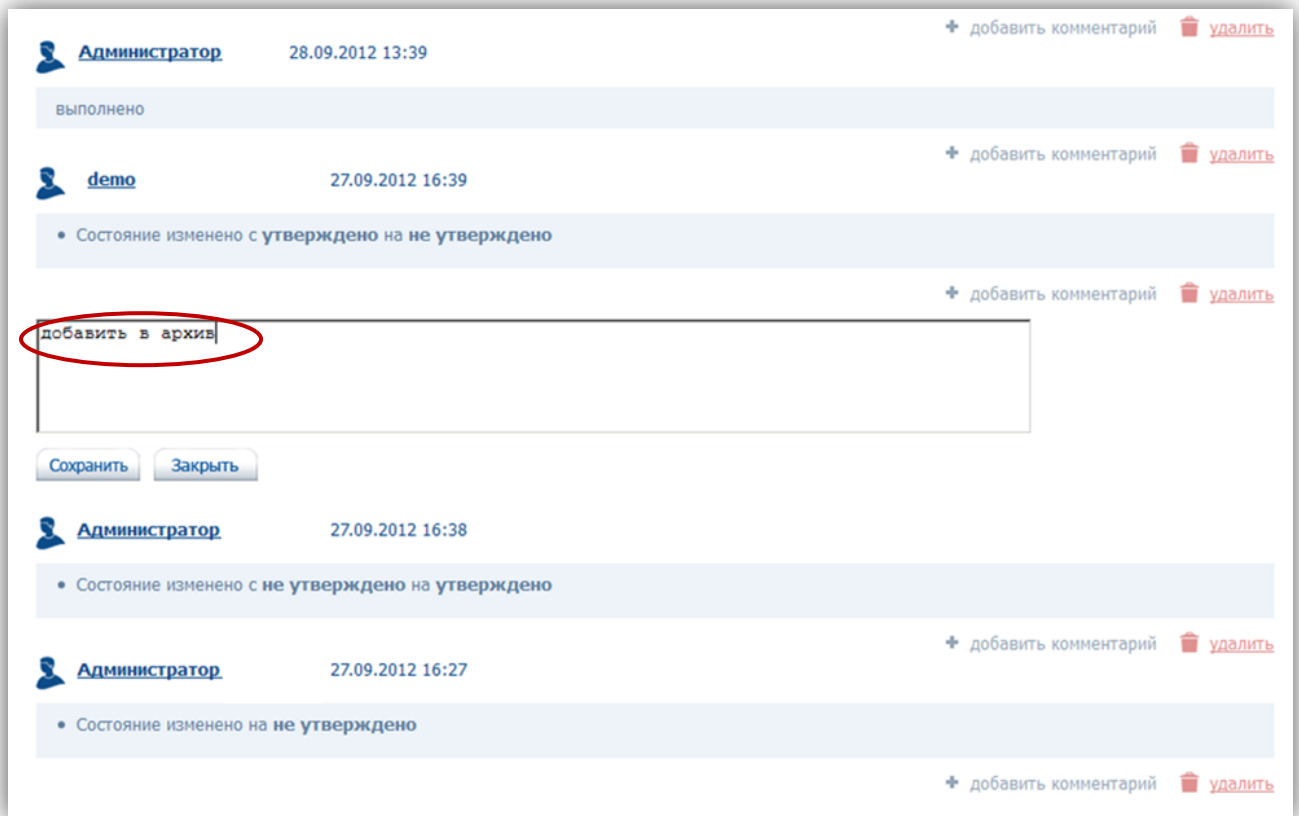 добавить комментарий удалить
Администратор 28.09.2012 13:39
выполнено
добавить комментарий удалить
demo 27.09.2012 16:39
• Состояние изменено с утверждено на не утверждено
добавить комментарий удалить
добавить в архив
Сохранить Закрыть
Администратор 27.09.2012 16:38
• Состояние изменено с не утверждено на утверждено
добавить комментарий удалить
Администратор 27.09.2012 16:27
• Состояние изменено на не утверждено
добавить комментарий удалить